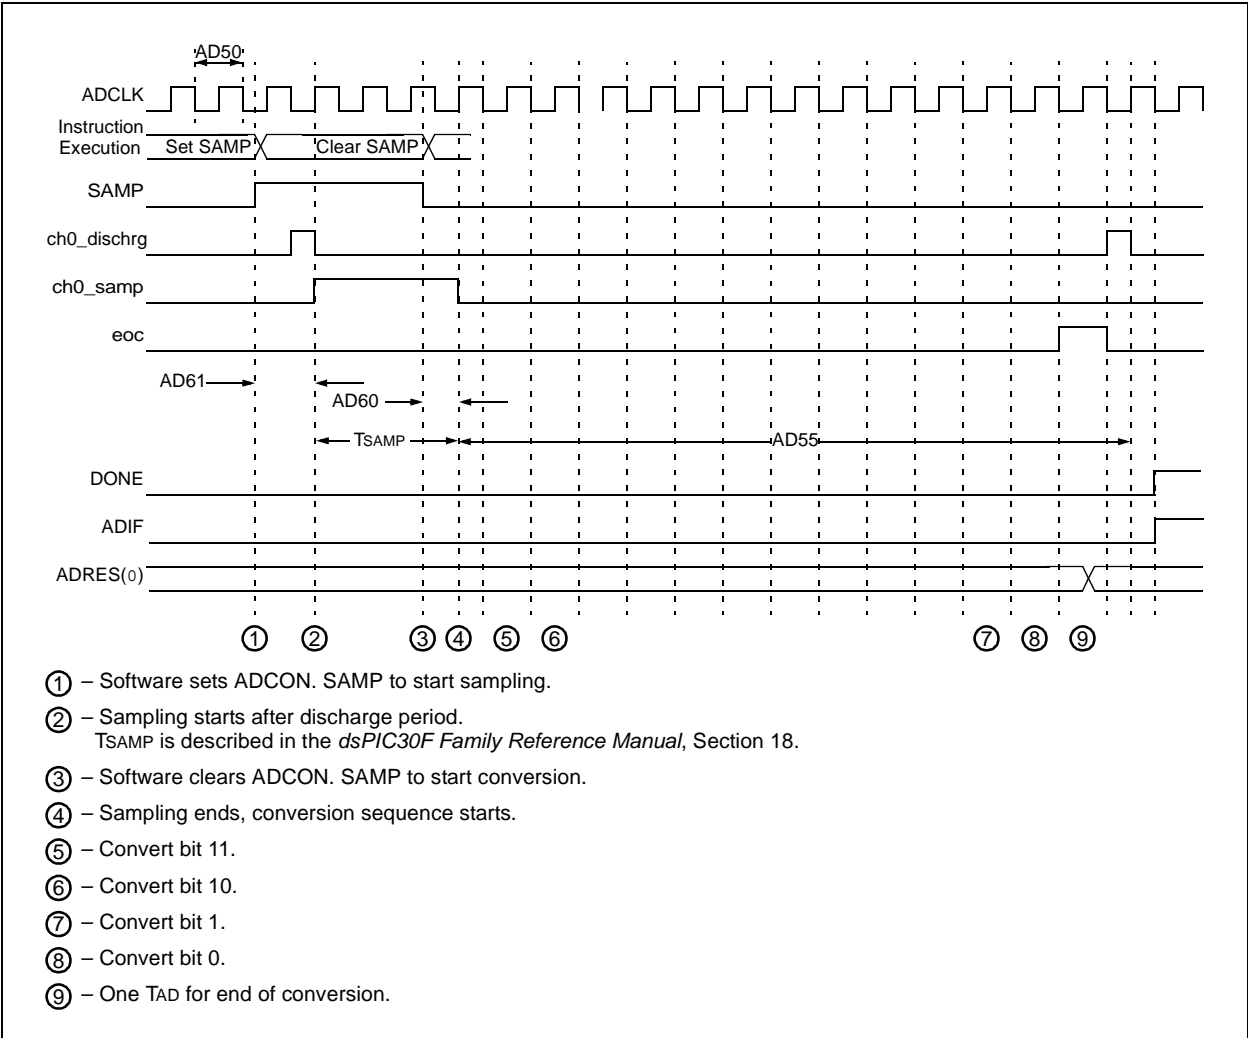 AD50
ADCLK
Instruction
Execution
Set SAMP
Clear SAMP
SAMP
ch0_dischrg
ch0_samp
eoc
AD61
AD60
TSAMP
AD55
DONE
ADIF
ADRES(0)
1 2 3 4 5 6 7 8 9
1 – Software sets ADCON. SAMP to start sampling.
2 – Sampling starts after discharge period.
TSAMP is described in the dsPIC30F Family Reference Manual, Section 18.
3 – Software clears ADCON. SAMP to start conversion.
4 – Sampling ends, conversion sequence starts.
5 – Convert bit 11.
6 – Convert bit 10.
7 – Convert bit 1.
8 – Convert bit 0.
9 – One TAD for end of conversion.